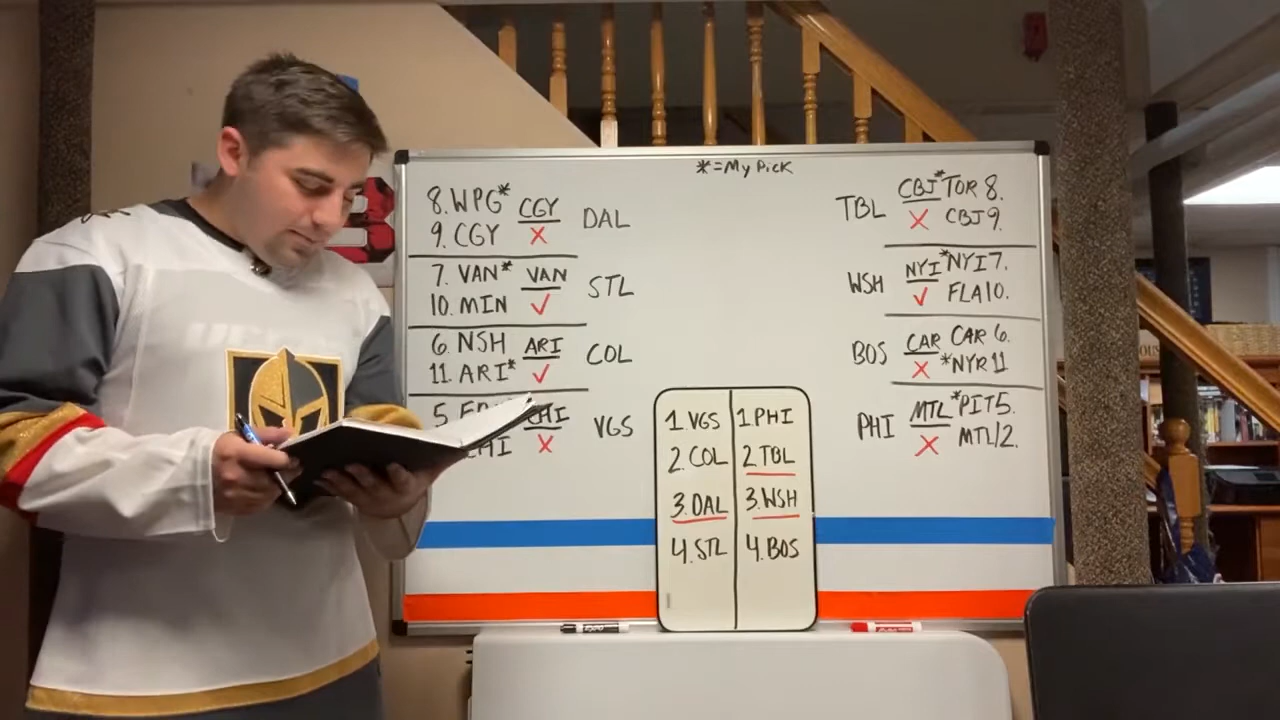 *=My Pick
8. WPG* CGY
9. CGY X
DAL
7. VAN* VAN
10. MIN ✓
STL
6. NSH ARI
11. ARI* ✓
COL
5.
X
VGS
TBL
CBJ *TOR 8.
X CBJ 9.
WSH
NYI *NYI 7.
✓ FLA 10.
BOS
CAR CAR 6.
X *NYR 11
PHI
MTL *PIT 5.
X MTL 12.
1. VGS 1. PHI
2. COL 2. TBL
3. DAL 3. WSH
4. STL 4. BOS